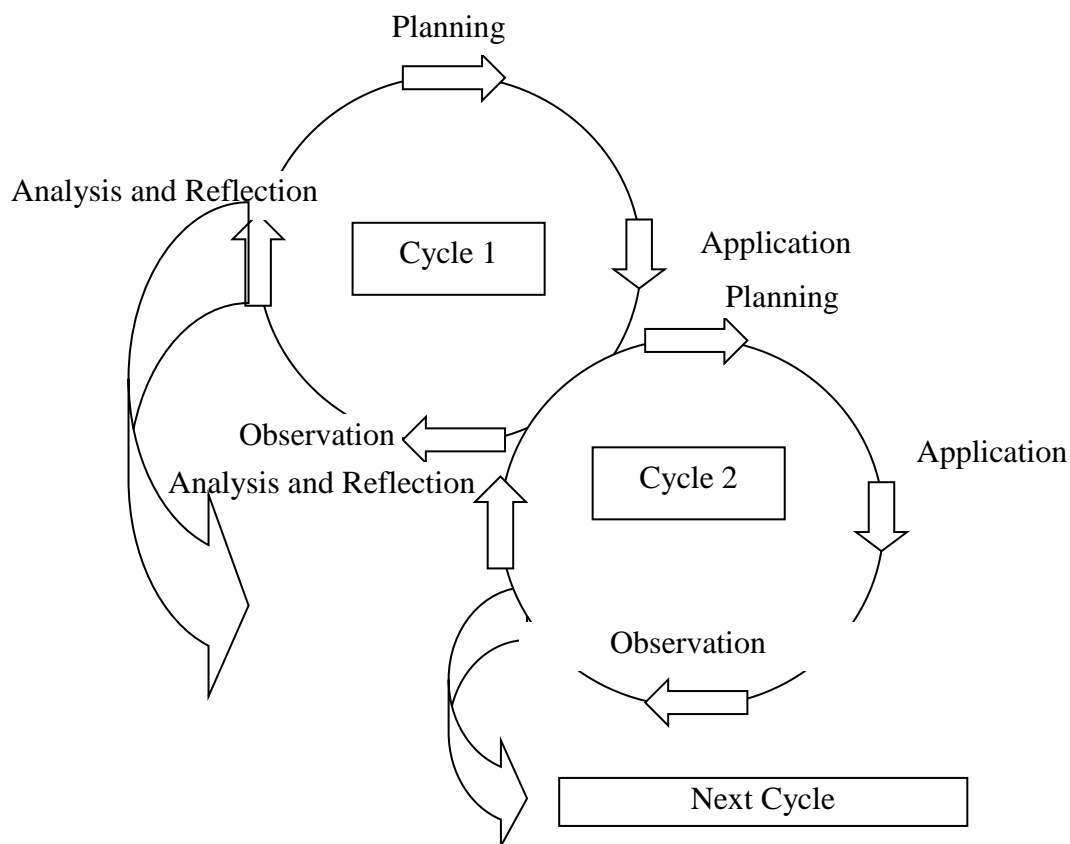 Planning
Analysis and Reflection
Cycle 1
Application
Planning
Observation
Analysis and Reflection
Cycle 2
Application
Observation
Next Cycle